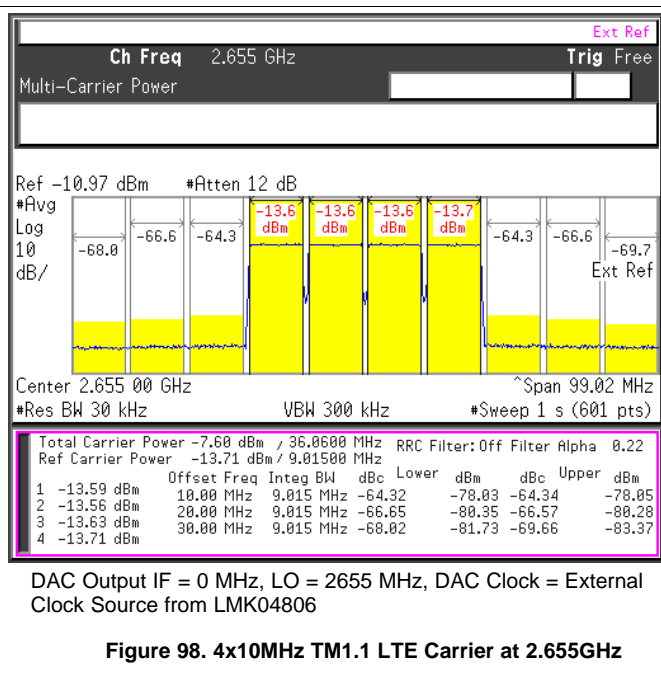 Ext Ref
Ch Freq 2.655 GHz Trig Free
Multi-Carrier Power
Ref -10.97 dBm #Atten 12 dB
#Avg
Log
10
dB/
-68.0
-66.6
-64.3
-13.6 dBm
-13.6 dBm
-13.6 dBm
-13.7 dBm
-64.3
-66.6
-69.7
Ext Ref
Center 2.655 00 GHz ^Span 99.02 MHz
#Res BW 30 kHz VBW 300 kHz #Sweep 1 s (601 pts)
Total Carrier Power -7.60 dBm / 36.0600 MHz RRC Filter: Off Filter Alpha 0.22
Ref Carrier Power -13.71 dBm / 9.01500 MHz
Offset Freq Integ BW dBc Lower dBm dBc Upper dBm
1 -13.59 dBm 10.00 MHz 9.015 MHz -64.32 -78.03 -64.34 -78.05
2 -13.56 dBm 20.00 MHz 9.015 MHz -66.65 -80.35 -66.57 -80.28
3 -13.63 dBm 30.00 MHz 9.015 MHz -68.02 -81.73 -69.66 -83.37
4 -13.71 dBm
DAC Output IF = 0 MHz, LO = 2655 MHz, DAC Clock = External
Clock Source from LMK04806
Figure 98. 4x10MHz TM1.1 LTE Carrier at 2.655GHz